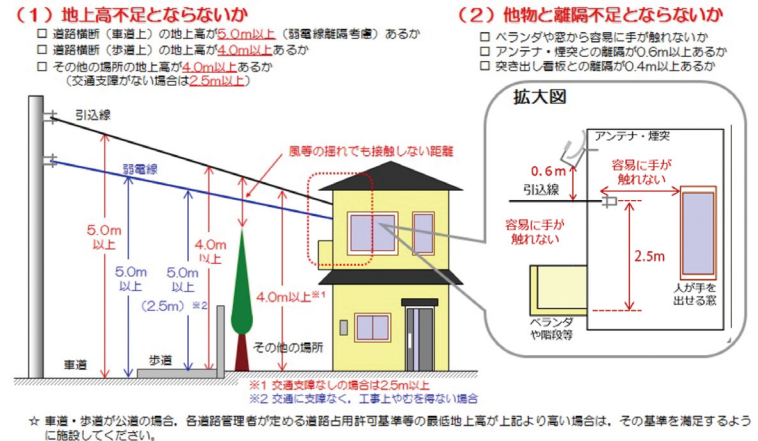 （１）地上高不足とならないか
□ 道路横断（車道上）の地上高が5.0m以上（弱電線離隔考慮）あるか
□ 道路横断（歩道上）の地上高が4.0m以上あるか
□ その他の場所の地上高が4.0m以上あるか
（交通支障がない場合は2.5m以上）
（２）他物と離隔不足とならないか
□ ベランダや窓から容易に手が触れないか
□ アンテナ・煙突との離隔が0.6m以上あるか
□ 突き出し看板との離隔が0.4m以上あるか
引込線
弱電線
風等の揺れでも接触しない距離
5.0m
以上
5.0m
以上
5.0m
以上
（2.5m）※2
4.0m
以上
4.0m以上※1
車道
歩道
その他の場所
※1 交通支障なしの場合は2.5m以上
※2 交通に支障なく，工事上やむを得ない場合
拡大図
アンテナ・煙突
0.6m
引込線
容易に手が
触れない
容易に手が
触れない
2.5m
人が手を
出せる窓
ベランダ
や階段等
☆ 車道・歩道が公道の場合，各道路管理者が定める道路占用許可基準等の最低地上高が上記より高い場合は，その基準を満足するよう
に施設してください。